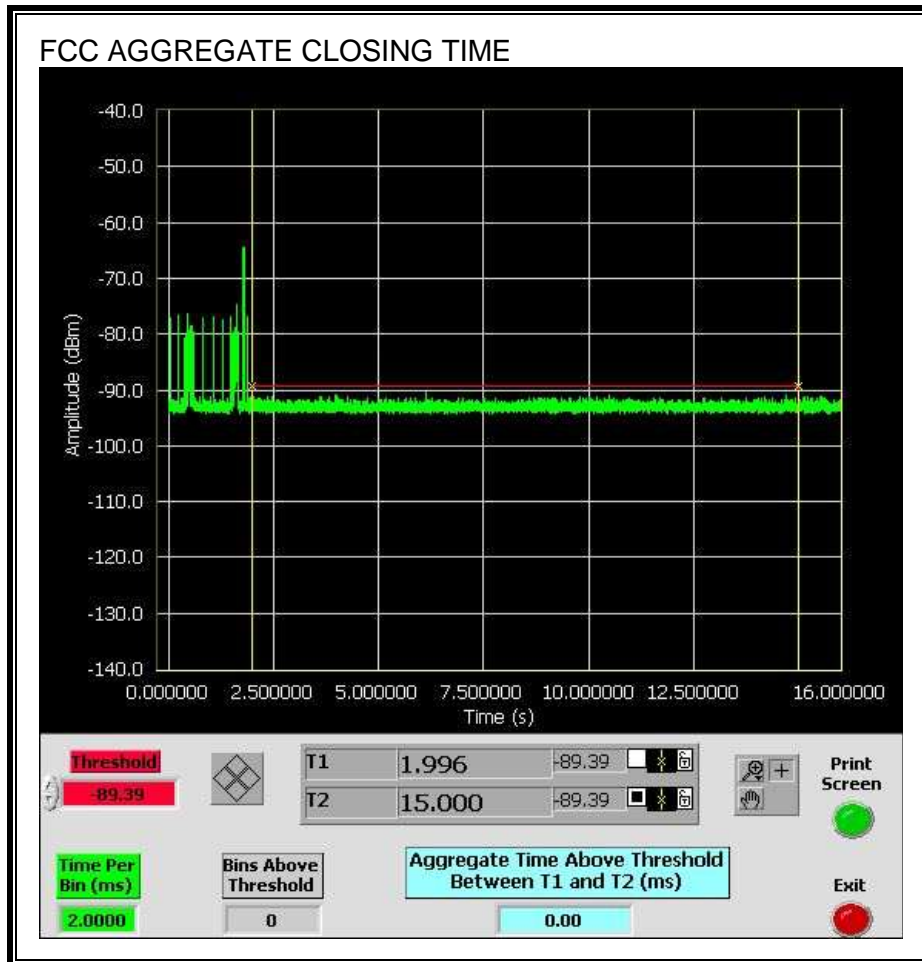 FCC AGGREGATE CLOSING TIME
-40.0
-50.0
-60.0
-70.0
-80.0
-90.0
-100.0
-110.0
-120.0
-130.0
-140.0
Amplitude (dBm)
0.000000 2.500000 5.000000 7.500000 10.000000 12.500000 16.000000
Time (s)
Threshold
-89.39
T1 1.996 -89.39
T2 15.000 -89.39
Print
Screen
Time Per
Bin (ms)
2.0000
Bins Above
Threshold
0
Aggregate Time Above Threshold
Between T1 and T2 (ms)
0.00
Exit